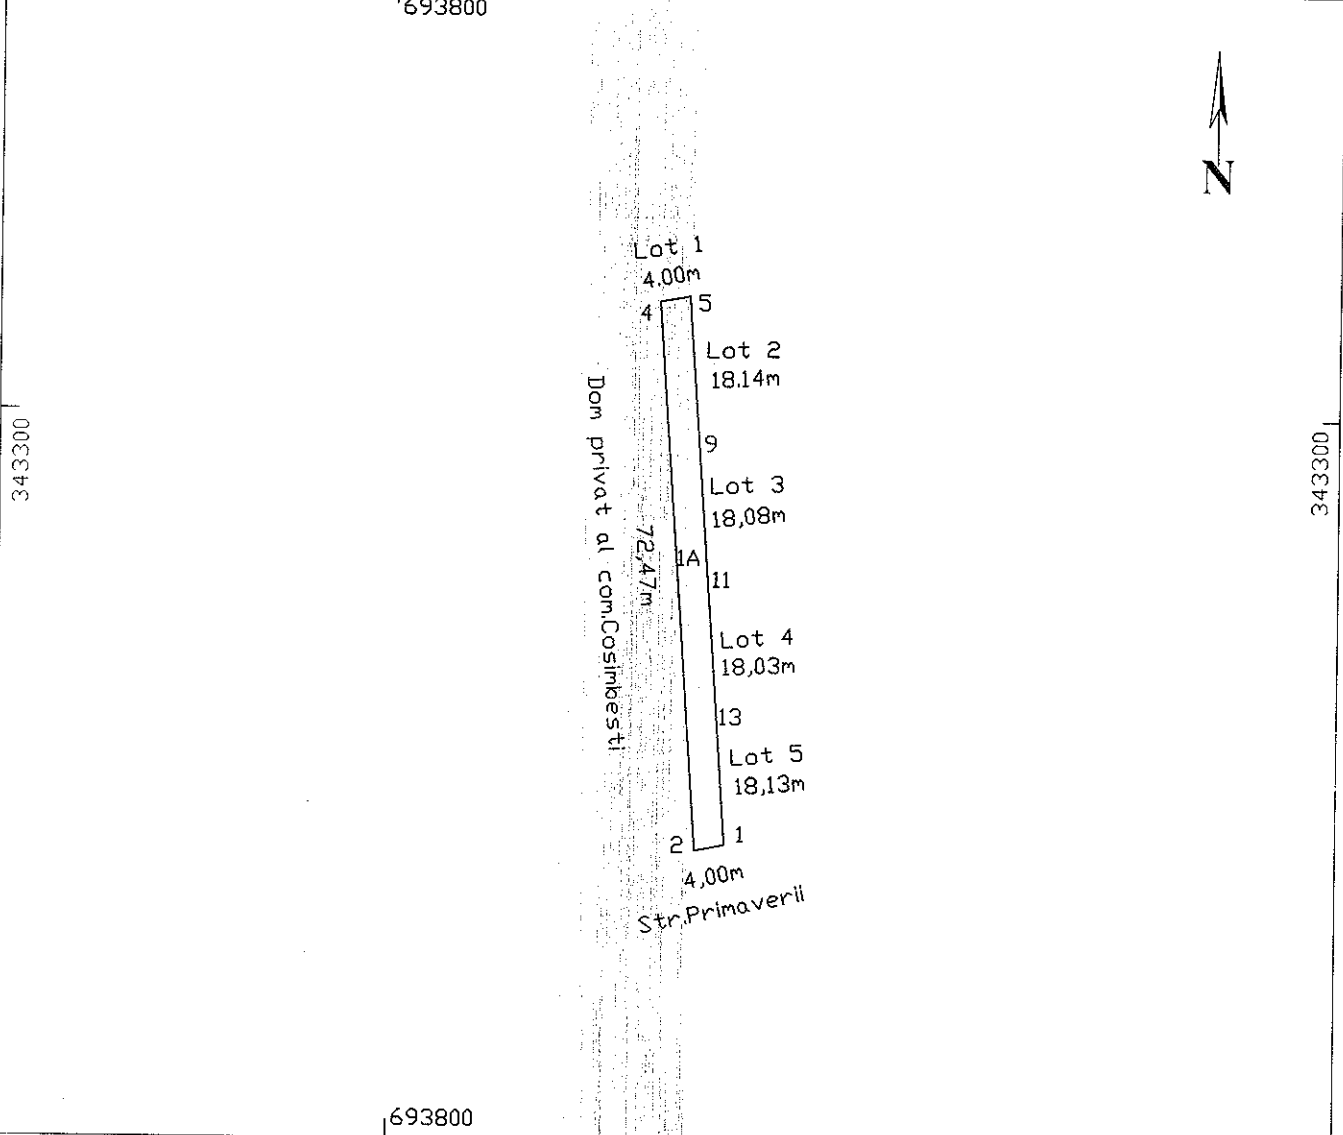 693800
N
Lot 1
4.00m
4
5
Lot 2
18.14m
343300
343300
9
Dom privat al com.Cosimbesti
Lot 3
18,08m
72,47m
1A
11
Lot 4
18,03m
13
Lot 5
18,13m
2
1
4,00m
Str.Primaverii
693800